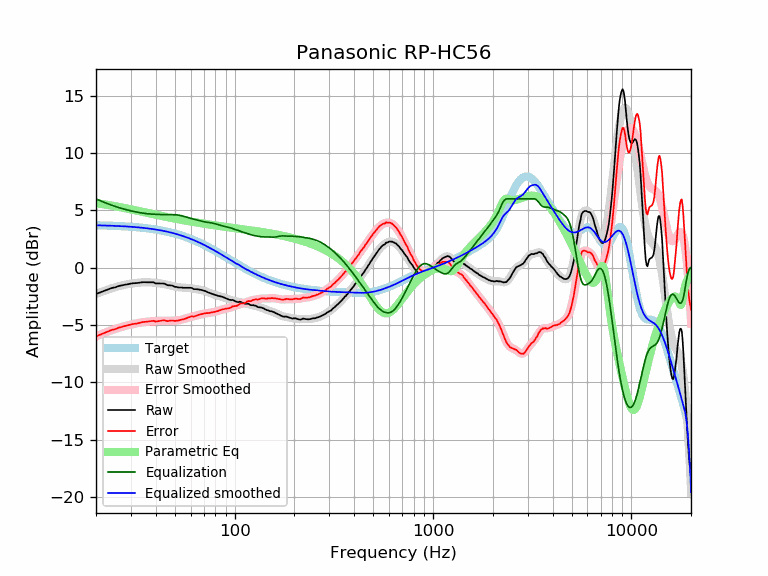 Panasonic RP-HC56
Amplitude (dBr)
15
10
5
0
−5
−10
−15
−20
Target
Raw Smoothed
Error Smoothed
Raw
Error
Parametric Eq
Equalization
Equalized smoothed
100
1000
10000
Frequency (Hz)